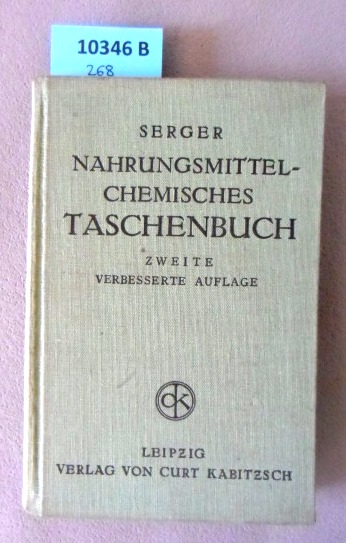 10346 B
268
SERGER
NAHRUNGSMITTEL-
CHEMISCHES
TASCHENBUCH
ZWEITE
VERBESSERTE AUFLAGE
CK
LEIPZIG
VERLAG VON CURT KABITZSCH